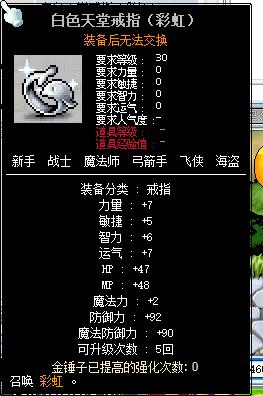 白色天堂戒指（彩虹）
装备后无法交换
要求等级： 30
要求力量： 0
要求敏捷： 0
要求智力： 0
要求运气： 0
要求人气度：-
道具等级： -
道具经验值：-
新手 战士 魔法师 弓箭手 飞侠 海盗
装备分类 ：戒指
力量 ：+7
敏捷 ：+5
智力 ：+6
运气 ：+7
HP ：+47
MP ：+48
魔法力 ：+2
防御力 ：+92
魔法防御力 ：+90
可升级次数 ：5回
金锤子已提高的强化次数：0
召唤 彩虹 。